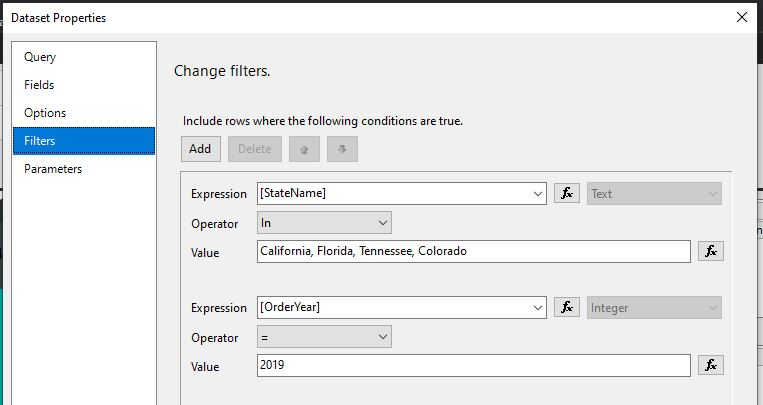 Dataset Properties
Query
Fields
Options
Filters
Parameters
Change filters.
Include rows where the following conditions are true.
Add Delete
Expression [StateName] fx Text
Operator In
Value California, Florida, Tennessee, Colorado fx
Expression [OrderYear] fx Integer
Operator =
Value 2019 fx